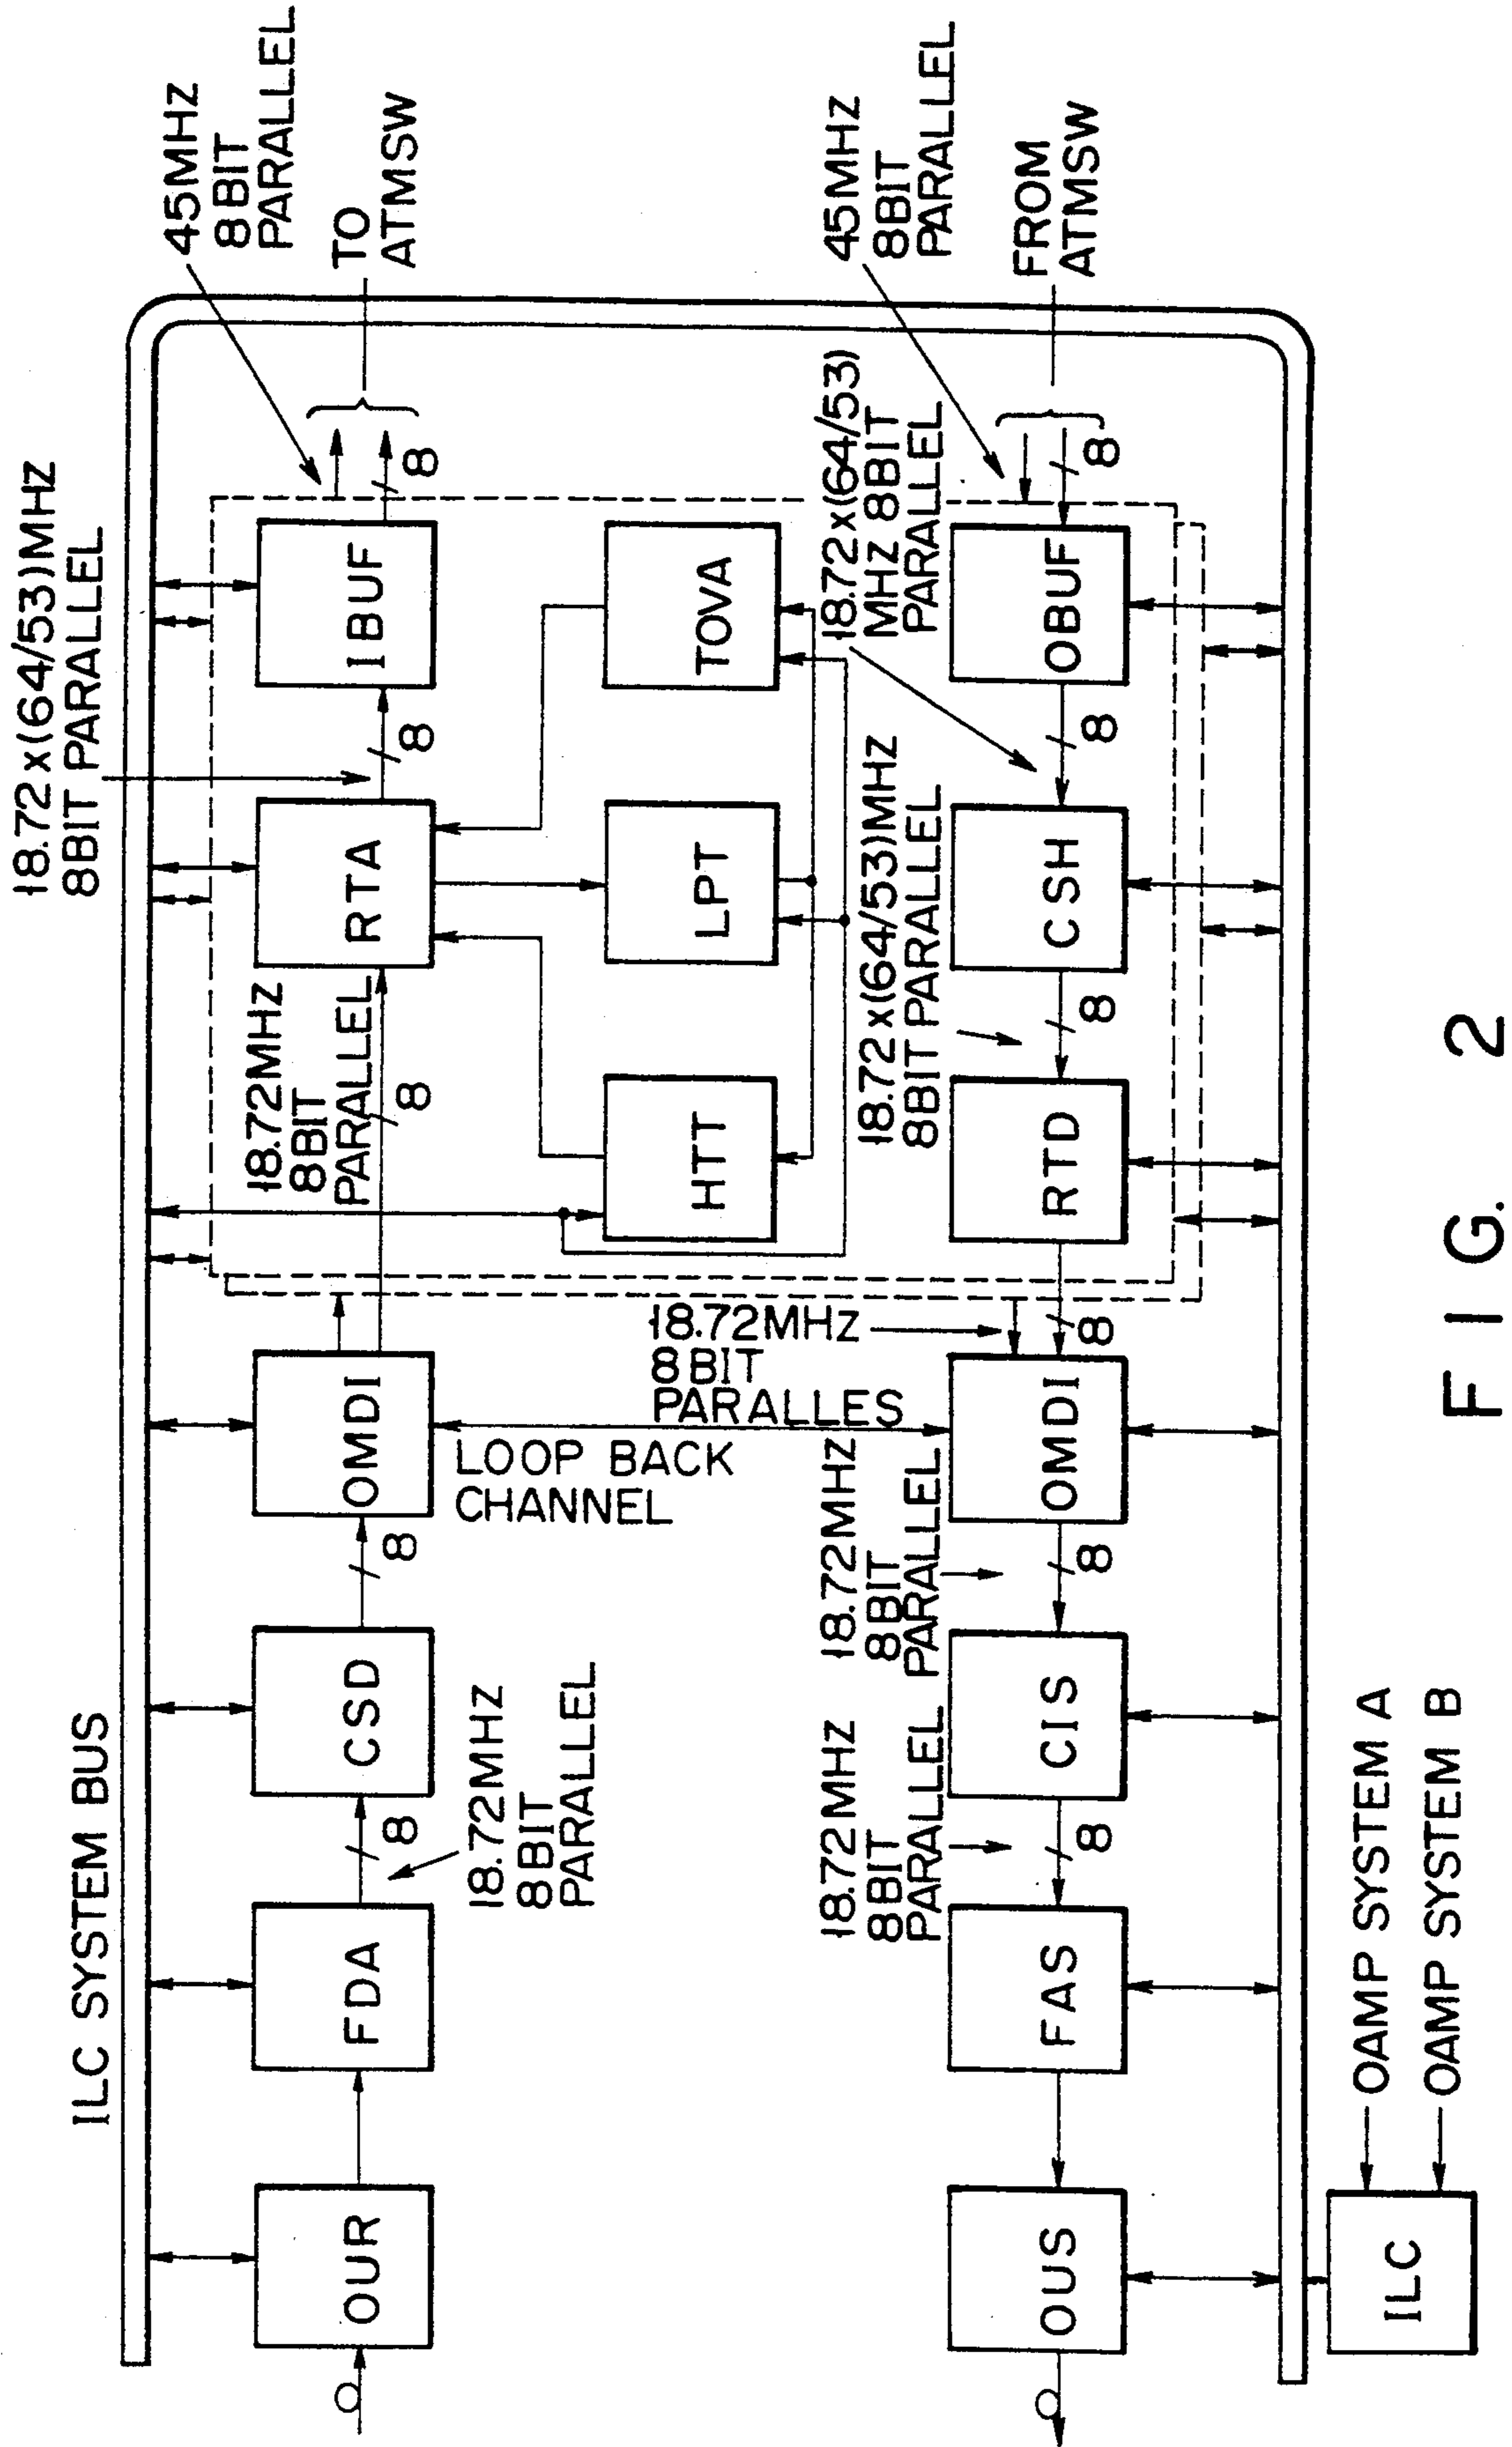 ILC SYSTEM BUS
18.72x(64/53)MHZ
8BIT PARALLEL
45MHZ
8BIT
PARALLEL
TO
ATMSW
OUR
FDA
8
CSD
8
OMDI
8
RTA
8
IBUF
8
18.72MHZ
8BIT
PARALLEL
18.72MHZ
8BIT
PARALLEL
LOOP BACK
CHANNEL
HTT
LPT
TOVA
18.72MHZ
8BIT
PARALLES
18.72x(64/53)MHZ
8BIT PARALLEL
18.72x(64/53)
MHZ 8BIT
PARALLEL
45MHZ
8BIT
PARALLEL
FROM
ATMSW
18.72MHZ
8BIT
PARALLEL
18.72MHZ
8BIT
PARALLEL
OUS
FAS
8
CIS
8
OMDI
8
RTD
8
CSH
8
OBUF
8
ILC
OAMP SYSTEM A
OAMP SYSTEM B
FIG. 2